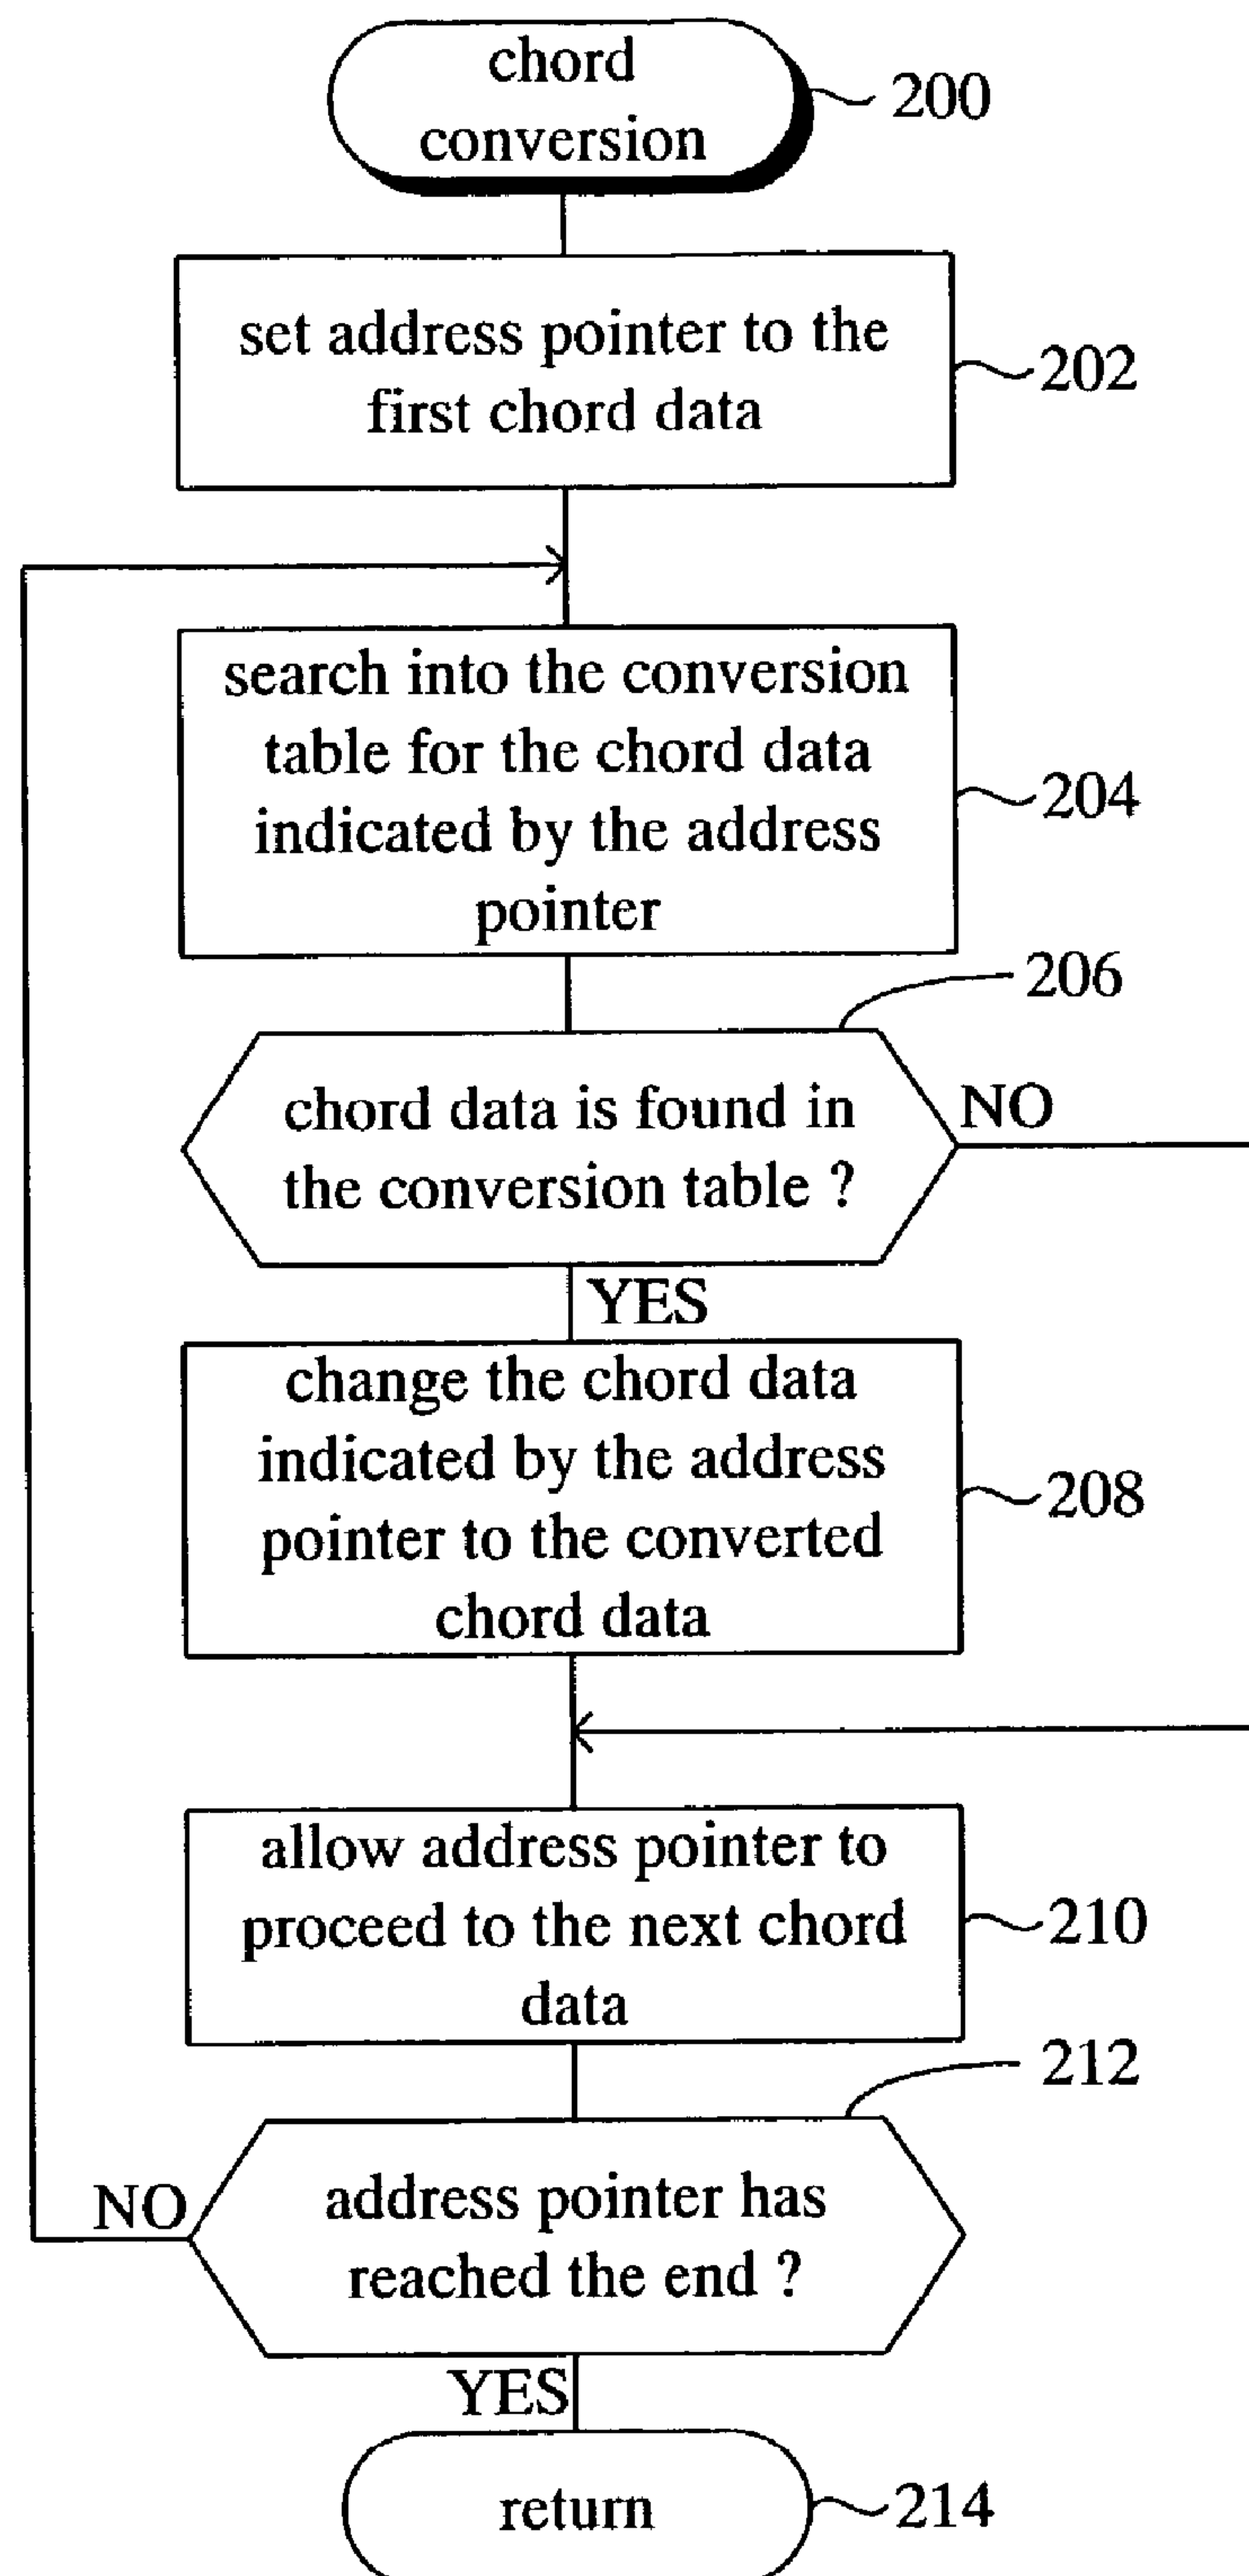 chord
conversion
200
set address pointer to the
first chord data
202
search into the conversion
table for the chord data
indicated by the address
pointer
204
206
chord data is found in
the conversion table ?
NO
YES
change the chord data
indicated by the address
pointer to the converted
chord data
208
allow address pointer to
proceed to the next chord
data
210
212
address pointer has
reached the end ?
NO
YES
return
214